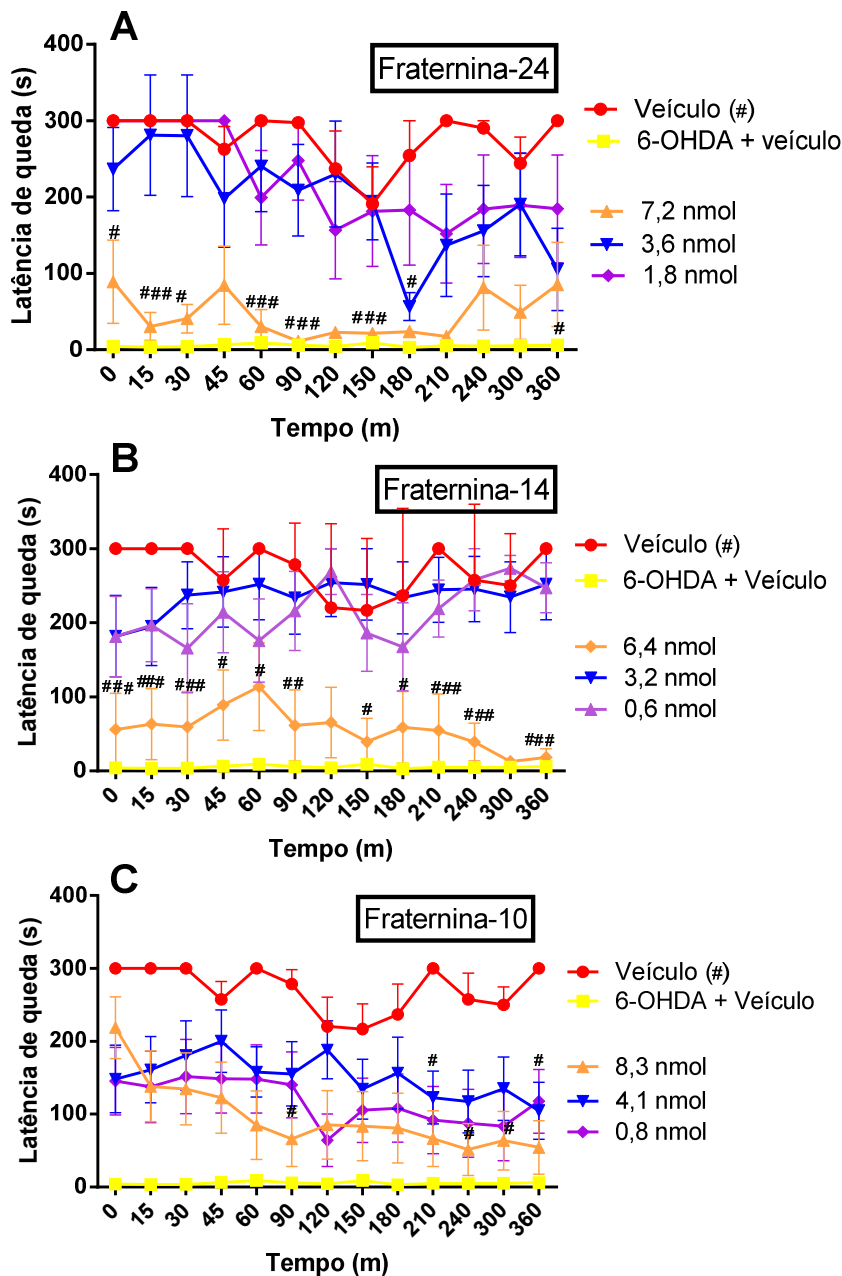 A
Fraternina-24
Latência de queda (s)
400
300
200
100
0
# ### # ### ### ### # #
0 15 30 45 60 90 120 150 180 210 240 300 360
Tempo (m)
Veículo (#)
6-OHDA + veículo
7,2 nmol
3,6 nmol
1,8 nmol
B
Fraternina-14
Latência de queda (s)
400
300
200
100
0
### ### ### # # ## # # ### ### ###
0 15 30 45 60 90 120 150 180 210 240 300 360
Tempo (m)
Veículo (#)
6-OHDA + Veículo
6,4 nmol
3,2 nmol
0,6 nmol
C
Fraternina-10
Latência de queda (s)
400
300
200
100
0
# # # # #
0 15 30 45 60 90 120 150 180 210 240 300 360
Tempo (m)
Veículo (#)
6-OHDA + Veículo
8,3 nmol
4,1 nmol
0,8 nmol